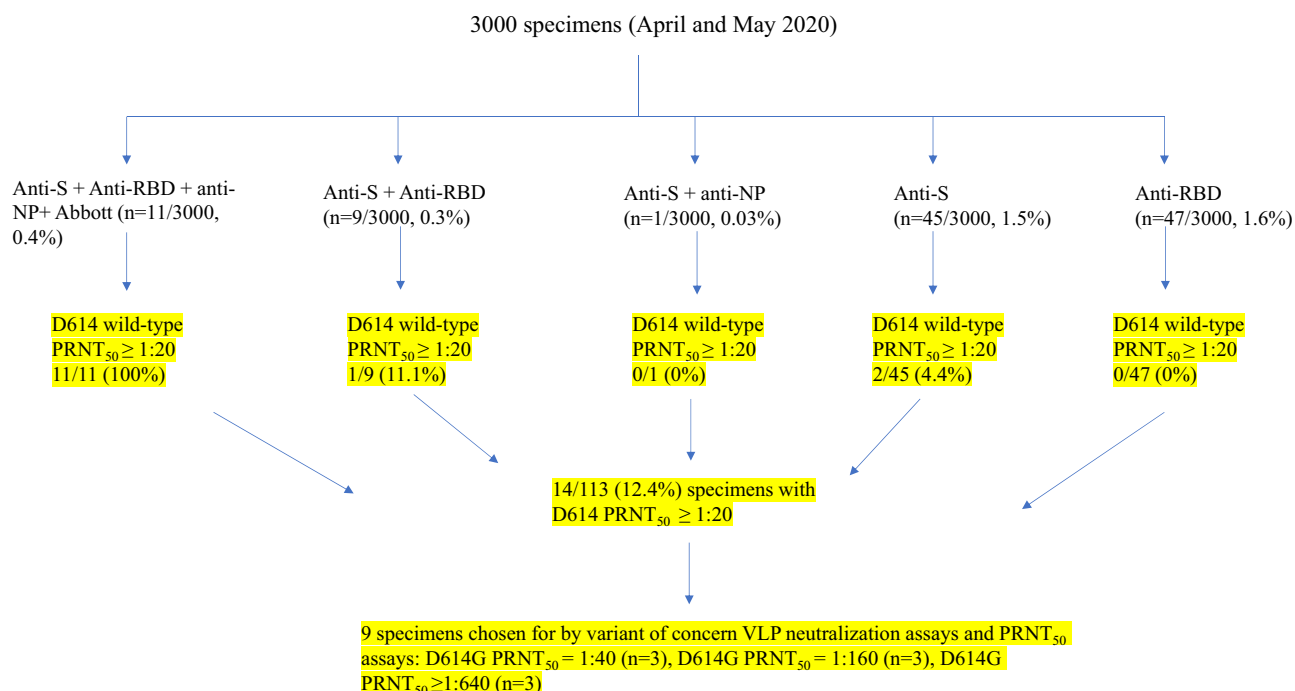 3000 specimens (April and May 2020)
Anti-S + Anti-RBD + anti-
NP+ Abbott (n=11/3000,
0.4%)
Anti-S + Anti-RBD
(n=9/3000, 0.3%)
Anti-S + anti-NP
(n=1/3000, 0.03%)
Anti-S
(n=45/3000, 1.5%)
Anti-RBD
(n=47/3000, 1.6%)
D614 wild-type
PRNT₅₀ ≥ 1:20
11/11 (100%)
D614 wild-type
PRNT₅₀ ≥ 1:20
1/9 (11.1%)
D614 wild-type
PRNT₅₀ ≥ 1:20
0/1 (0%)
D614 wild-type
PRNT₅₀ ≥ 1:20
2/45 (4.4%)
D614 wild-type
PRNT₅₀ ≥ 1:20
0/47 (0%)
14/113 (12.4%) specimens with
D614 PRNT₅₀ ≥ 1:20
9 specimens chosen for by variant of concern VLP neutralization assays and PRNT₅₀
assays: D614G PRNT₅₀ = 1:40 (n=3), D614G PRNT₅₀ = 1:160 (n=3), D614G
PRNT₅₀≥1:640 (n=3)